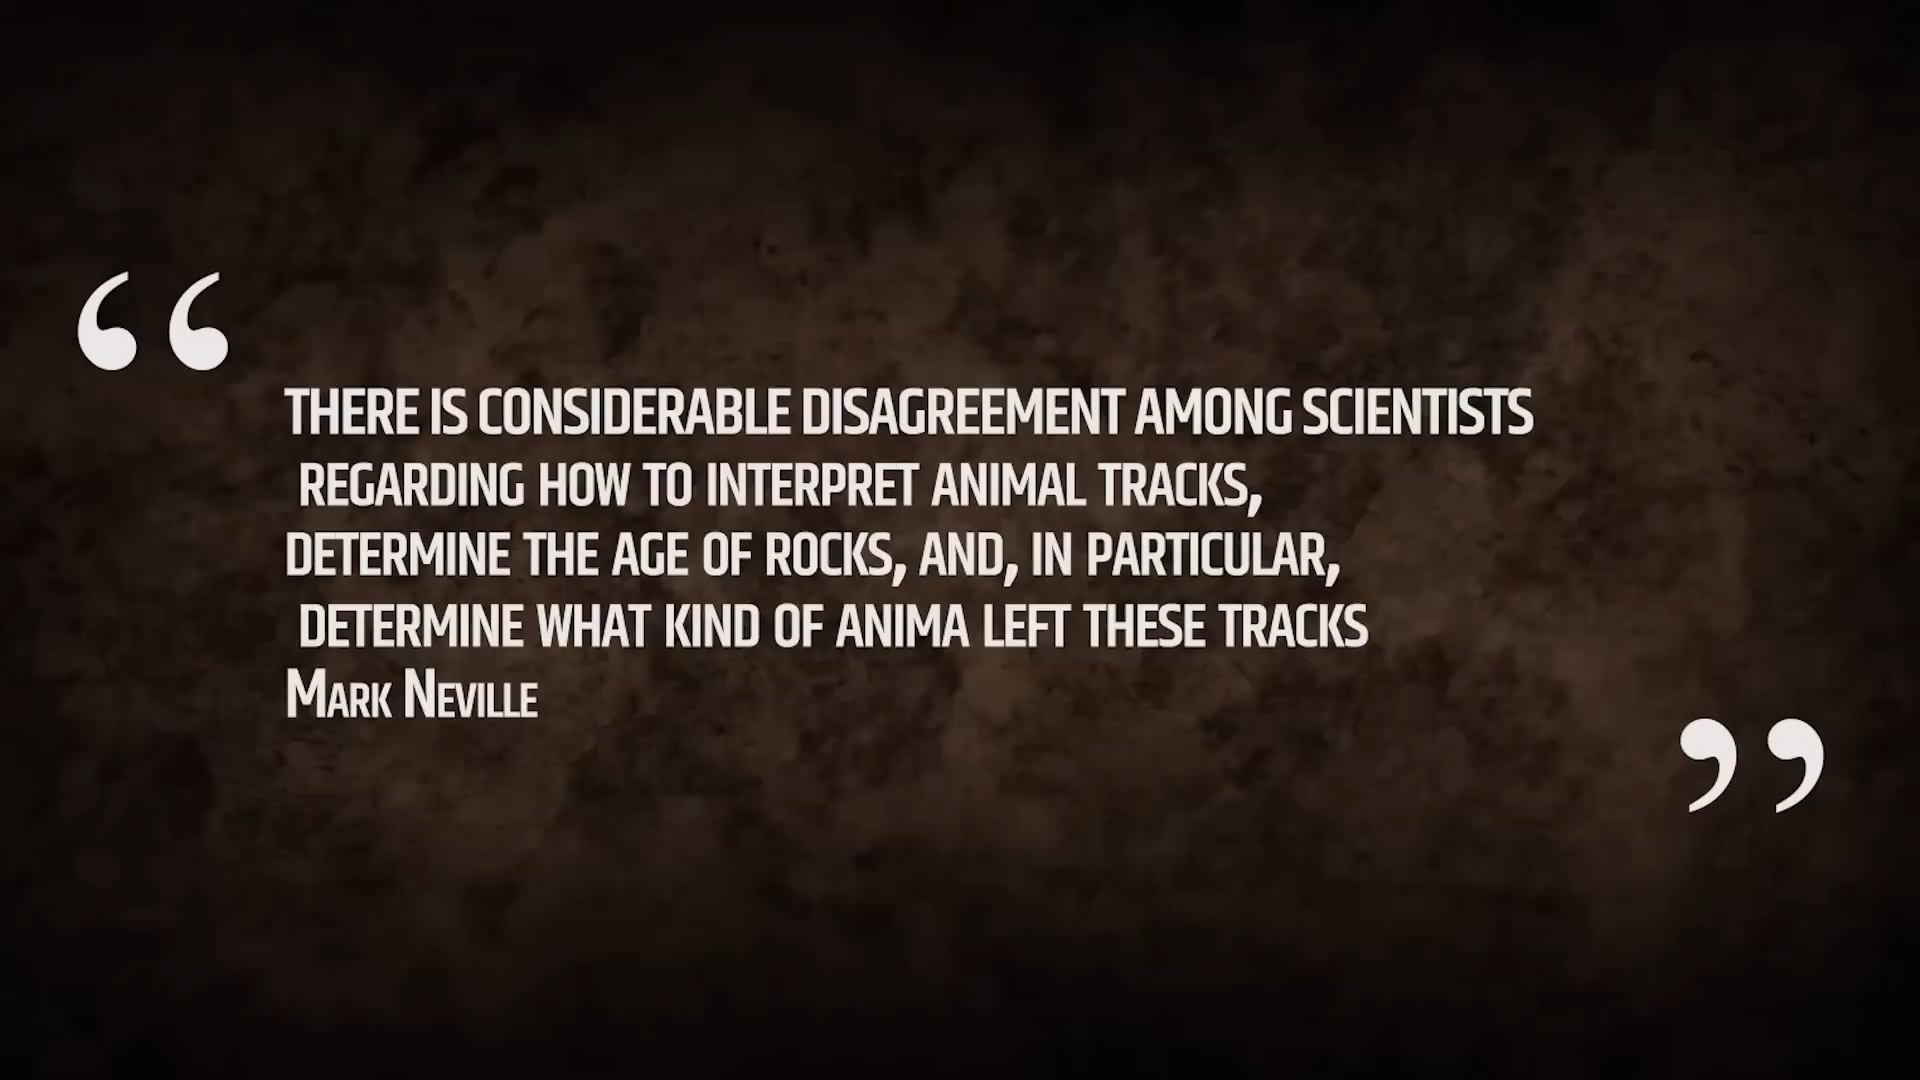 “
THERE IS CONSIDERABLE DISAGREEMENT AMONG SCIENTISTS
REGARDING HOW TO INTERPRET ANIMAL TRACKS,
DETERMINE THE AGE OF ROCKS, AND, IN PARTICULAR,
DETERMINE WHAT KIND OF ANIMA LEFT THESE TRACKS
MARK NEVILLE
”